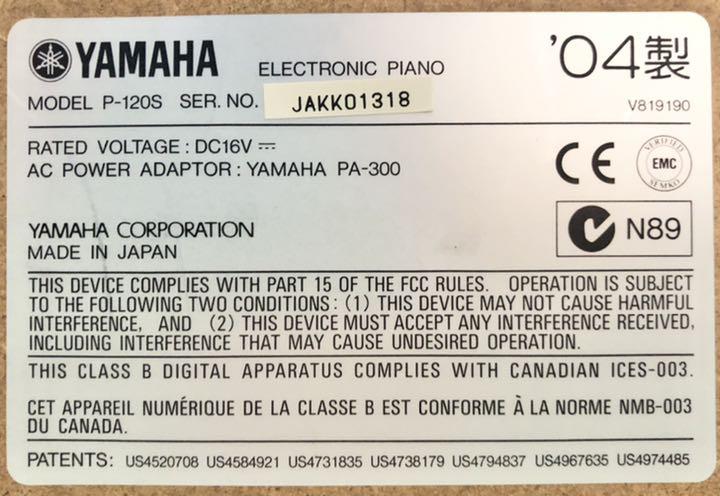 YAMAHA ELECTRONIC PIANO '04製
MODEL P-120S SER. NO. JAKK01318 V819190
RATED VOLTAGE : DC16V ⎓
AC POWER ADAPTOR : YAMAHA PA-300
CE VERIFIED EMC SEMKO
YAMAHA CORPORATION
MADE IN JAPAN
N89
THIS DEVICE COMPLIES WITH PART 15 OF THE FCC RULES. OPERATION IS SUBJECT
TO THE FOLLOWING TWO CONDITIONS : (1) THIS DEVICE MAY NOT CAUSE HARMFUL
INTERFERENCE, AND (2) THIS DEVICE MUST ACCEPT ANY INTERFERENCE RECEIVED,
INCLUDING INTERFERENCE THAT MAY CAUSE UNDESIRED OPERATION.
THIS CLASS B DIGITAL APPARATUS COMPLIES WITH CANADIAN ICES-003.
CET APPAREIL NUMÉRIQUE DE LA CLASSE B EST CONFORME À LA NORME NMB-003
DU CANADA.
PATENTS: US4520708 US4584921 US4731835 US4738179 US4794837 US4967635 US4974485